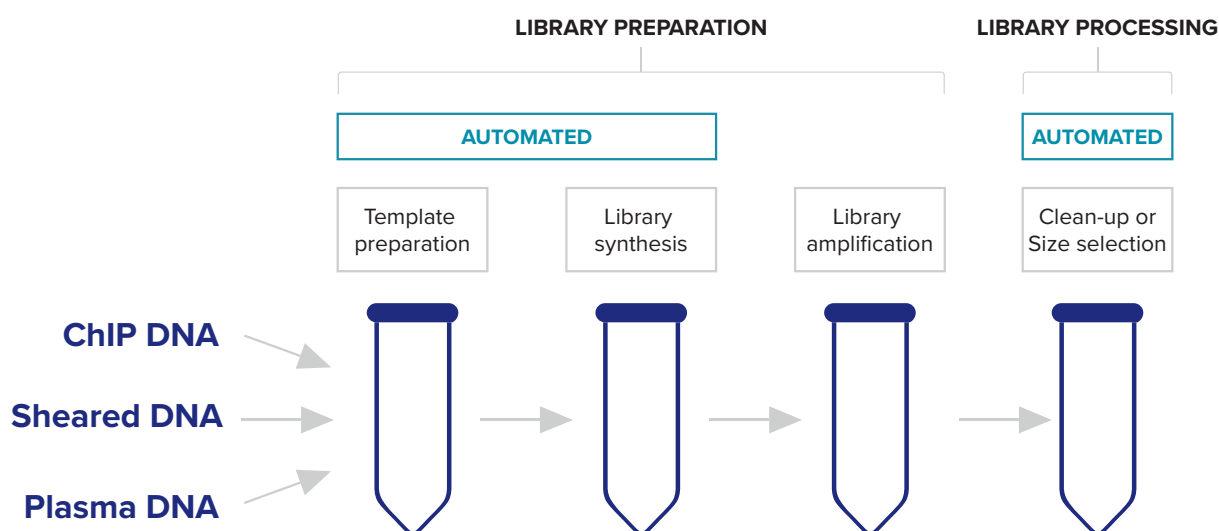 LIBRARY PREPARATION
LIBRARY PROCESSING
AUTOMATED
AUTOMATED
Template
preparation
Library
synthesis
Library
amplification
Clean-up or
Size selection
ChIP DNA
Sheared DNA
Plasma DNA